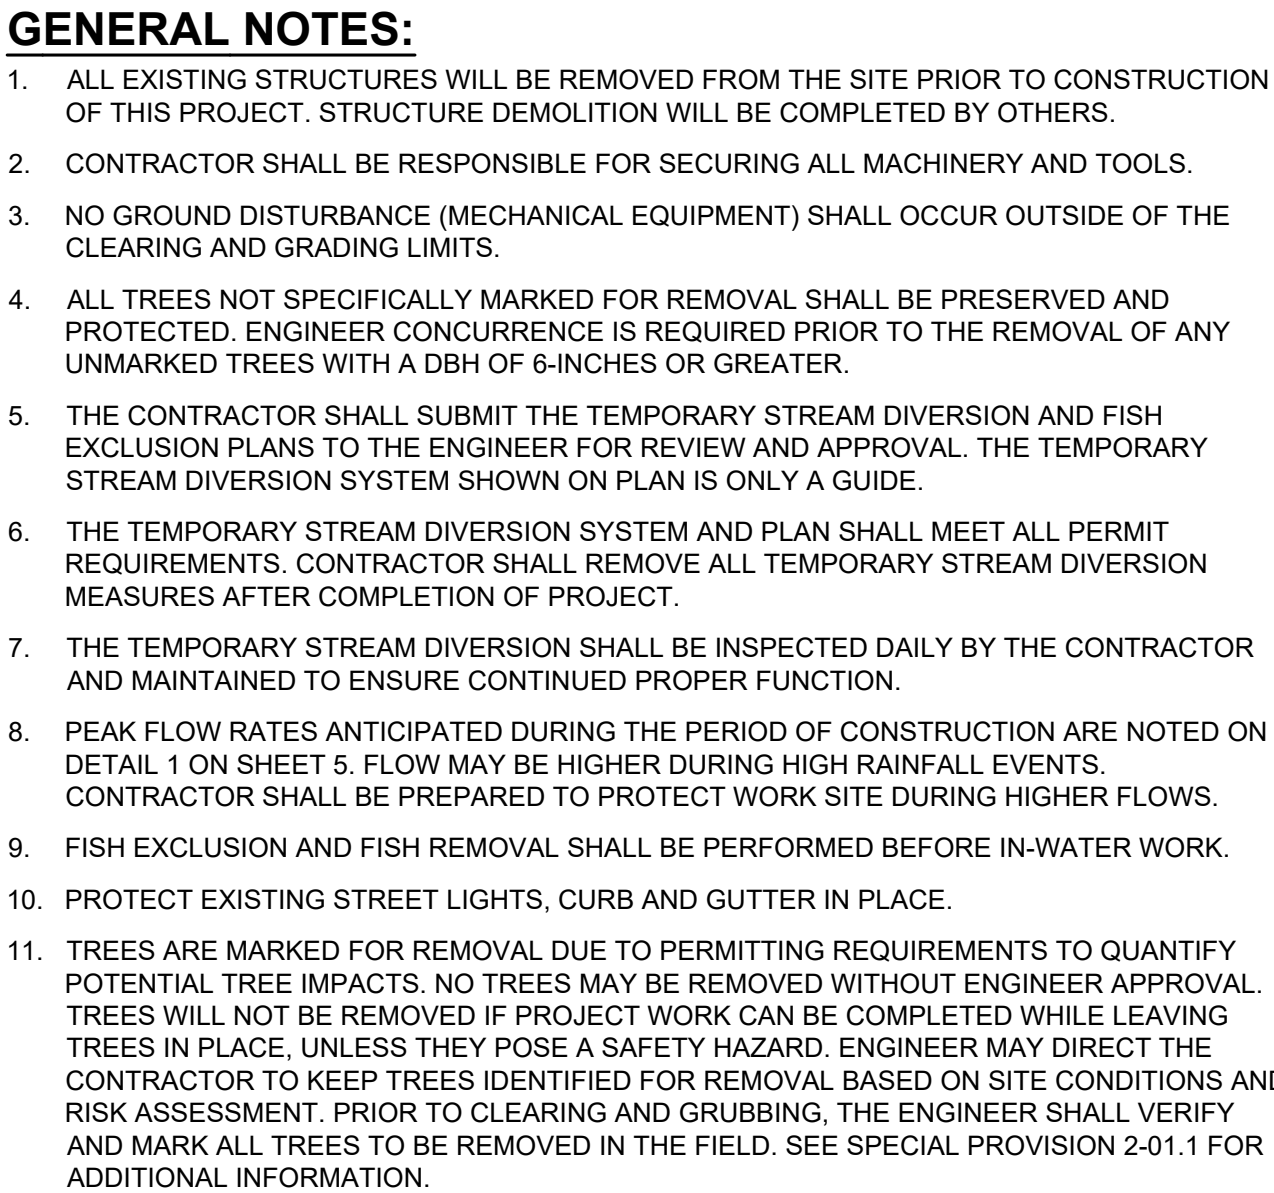 GENERAL NOTES:
1. ALL EXISTING STRUCTURES WILL BE REMOVED FROM THE SITE PRIOR TO CONSTRUCTION
OF THIS PROJECT. STRUCTURE DEMOLITION WILL BE COMPLETED BY OTHERS.
2. CONTRACTOR SHALL BE RESPONSIBLE FOR SECURING ALL MACHINERY AND TOOLS.
3. NO GROUND DISTURBANCE (MECHANICAL EQUIPMENT) SHALL OCCUR OUTSIDE OF THE
CLEARING AND GRADING LIMITS.
4. ALL TREES NOT SPECIFICALLY MARKED FOR REMOVAL SHALL BE PRESERVED AND
PROTECTED. ENGINEER CONCURRENCE IS REQUIRED PRIOR TO THE REMOVAL OF ANY
UNMARKED TREES WITH A DBH OF 6-INCHES OR GREATER.
5. THE CONTRACTOR SHALL SUBMIT THE TEMPORARY STREAM DIVERSION AND FISH
EXCLUSION PLANS TO THE ENGINEER FOR REVIEW AND APPROVAL. THE TEMPORARY
STREAM DIVERSION SYSTEM SHOWN ON PLAN IS ONLY A GUIDE.
6. THE TEMPORARY STREAM DIVERSION SYSTEM AND PLAN SHALL MEET ALL PERMIT
REQUIREMENTS. CONTRACTOR SHALL REMOVE ALL TEMPORARY STREAM DIVERSION
MEASURES AFTER COMPLETION OF PROJECT.
7. THE TEMPORARY STREAM DIVERSION SHALL BE INSPECTED DAILY BY THE CONTRACTOR
AND MAINTAINED TO ENSURE CONTINUED PROPER FUNCTION.
8. PEAK FLOW RATES ANTICIPATED DURING THE PERIOD OF CONSTRUCTION ARE NOTED ON
DETAIL 1 ON SHEET 5. FLOW MAY BE HIGHER DURING HIGH RAINFALL EVENTS.
CONTRACTOR SHALL BE PREPARED TO PROTECT WORK SITE DURING HIGHER FLOWS.
9. FISH EXCLUSION AND FISH REMOVAL SHALL BE PERFORMED BEFORE IN-WATER WORK.
10. PROTECT EXISTING STREET LIGHTS, CURB AND GUTTER IN PLACE.
11. TREES ARE MARKED FOR REMOVAL DUE TO PERMITTING REQUIREMENTS TO QUANTIFY
POTENTIAL TREE IMPACTS. NO TREES MAY BE REMOVED WITHOUT ENGINEER APPROVAL.
TREES WILL NOT BE REMOVED IF PROJECT WORK CAN BE COMPLETED WHILE LEAVING
TREES IN PLACE, UNLESS THEY POSE A SAFETY HAZARD. ENGINEER MAY DIRECT THE
CONTRACTOR TO KEEP TREES IDENTIFIED FOR REMOVAL BASED ON SITE CONDITIONS AND
RISK ASSESSMENT. PRIOR TO CLEARING AND GRUBBING, THE ENGINEER SHALL VERIFY
AND MARK ALL TREES TO BE REMOVED IN THE FIELD. SEE SPECIAL PROVISION 2-01.1 FOR
ADDITIONAL INFORMATION.